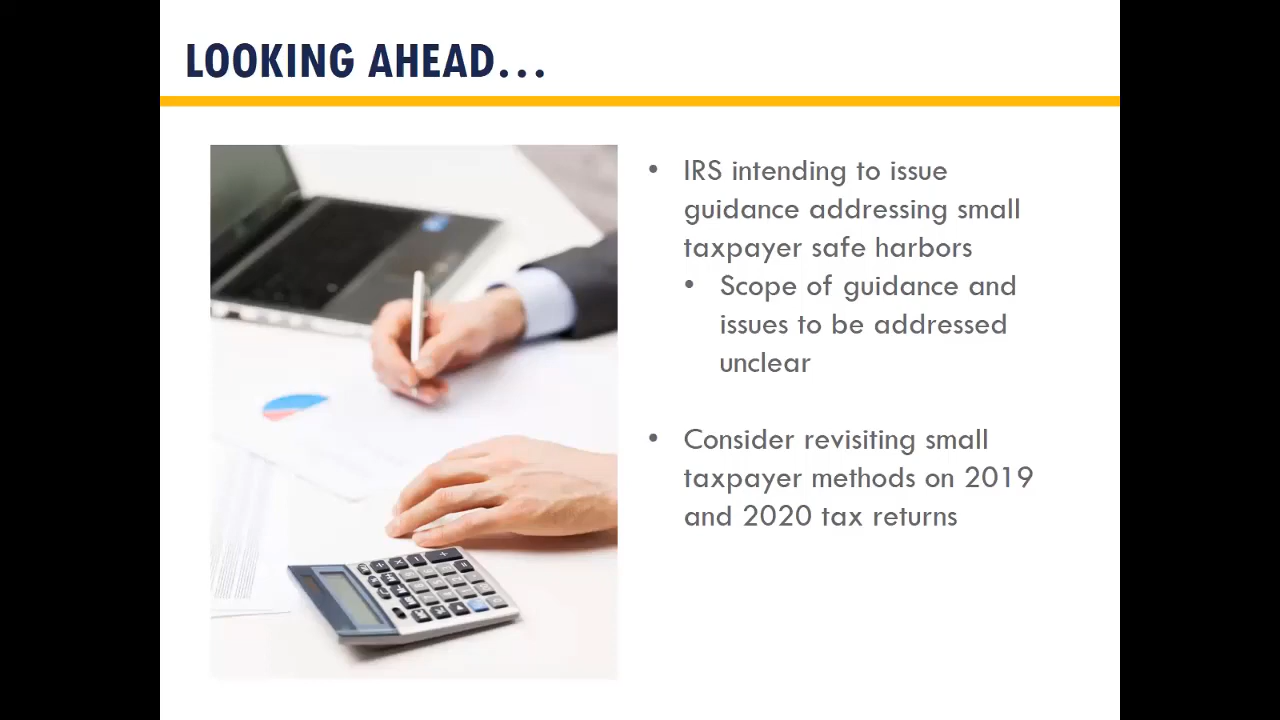 LOOKING AHEAD...
• IRS intending to issue
guidance addressing small
taxpayer safe harbors
• Scope of guidance and
issues to be addressed
unclear
• Consider revisiting small
taxpayer methods on 2019
and 2020 tax returns